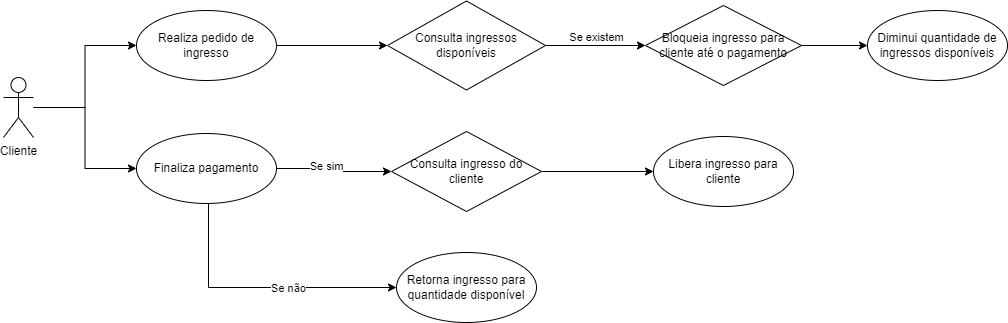 Realiza pedido de
ingresso
Consulta ingressos
disponíveis
Se existem
Bloqueia ingresso para
cliente até o pagamento
Diminui quantidade de
ingressos disponíveis
Cliente
Finaliza pagamento
Se sim
Consulta ingresso do
cliente
Libera ingresso para
cliente
Se não
Retorna ingresso para
quantidade disponível